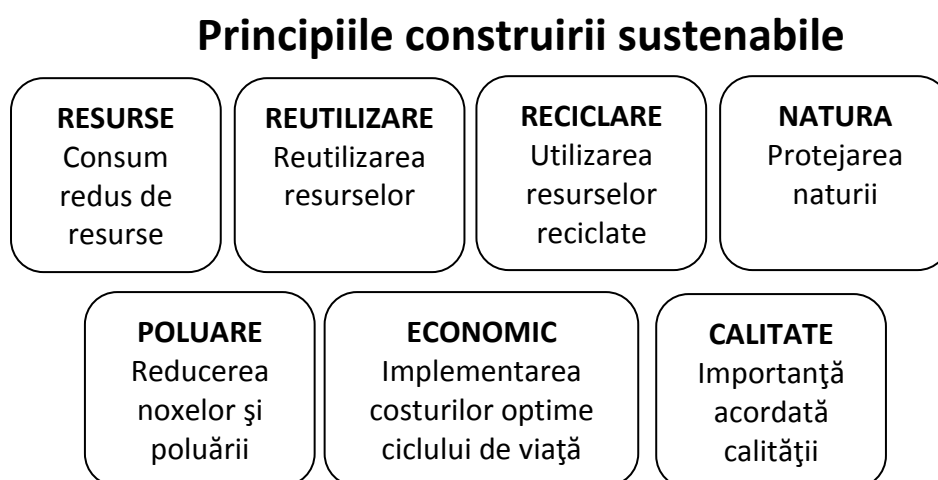 Principiile construirii sustenabile
RESURSE
Consum
redus de
resurse
REUTILIZARE
Reutilizarea
resurselor
RECICLARE
Utilizarea
resurselor
reciclate
NATURA
Protejarea
naturii
POLUARE
Reducerea
noxelor şi
poluării
ECONOMIC
Implementarea
costurilor optime
ciclului de viaţă
CALITATE
Importanţă
acordată
calităţii